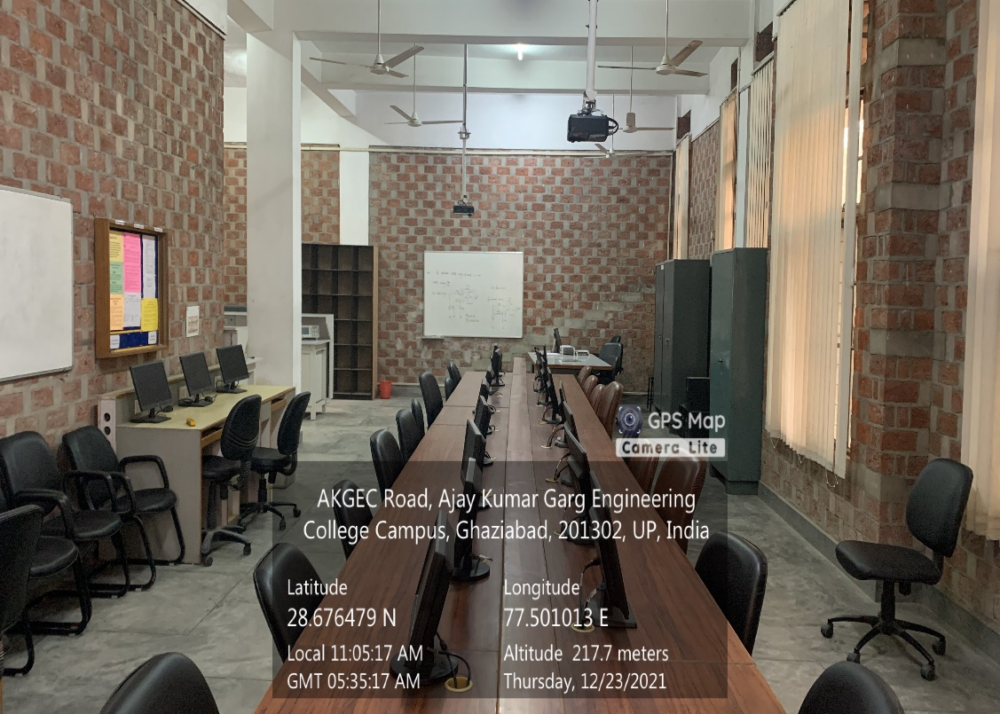 GPS Map
Camera Lite
AKGEC Road, Ajay Kumar Garg Engineering
College Campus, Ghaziabad, 201302, UP, India
Latitude
28.676479 N
Longitude
77.501013 E
Local 11:05:17 AM
GMT 05:35:17 AM
Altitude 217.7 meters
Thursday, 12/23/2021